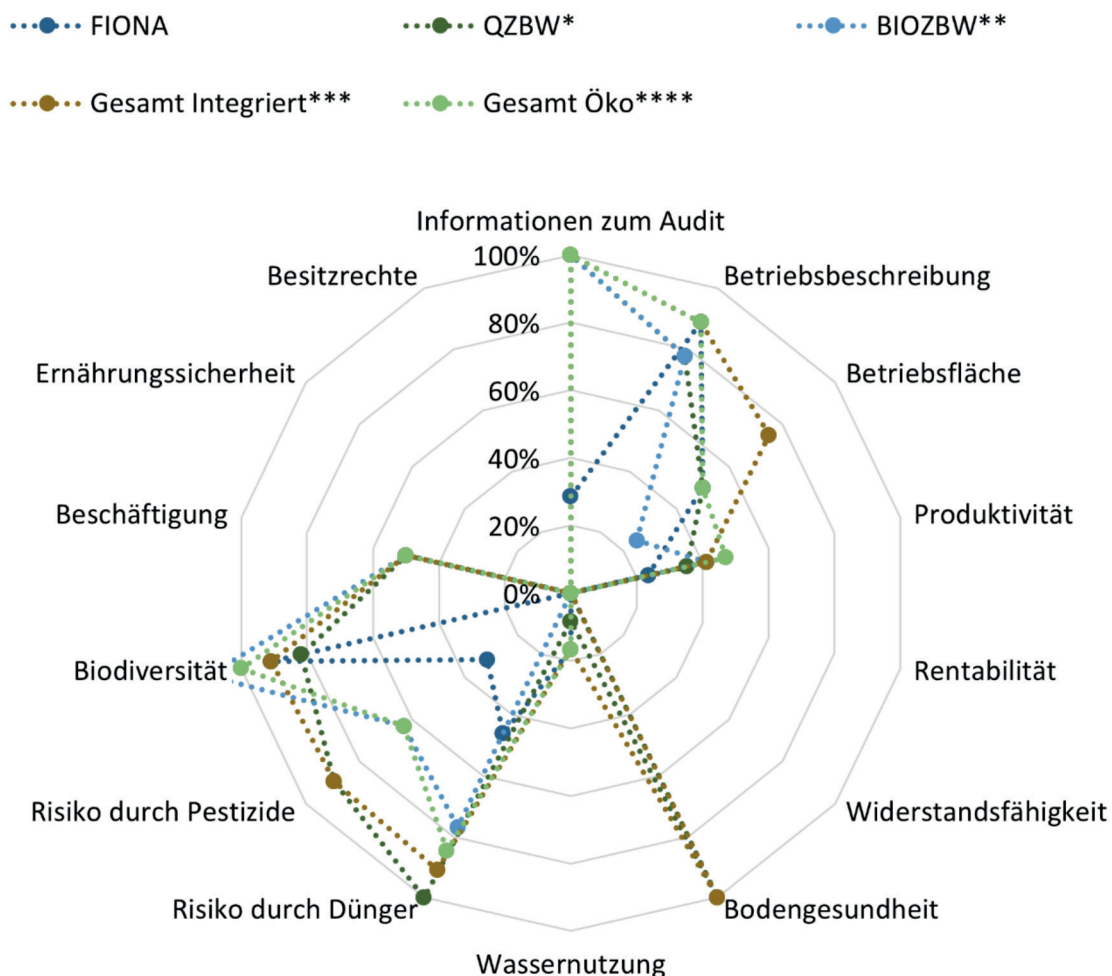 FIONA
QZBW*
BIOZBW**
Gesamt Integriert***
Gesamt Öko****
Informationen zum Audit
100%
Besitzrechte
Betriebsbeschreibung
80%
Ernährungssicherheit
Betriebsfläche
60%
40%
Beschäftigung
Produktivität
20%
0%
Biodiversität
Rentabilität
Risiko durch Pestizide
Widerstandsfähigkeit
Risiko durch Dünger
Bodengesundheit
Wassernutzung